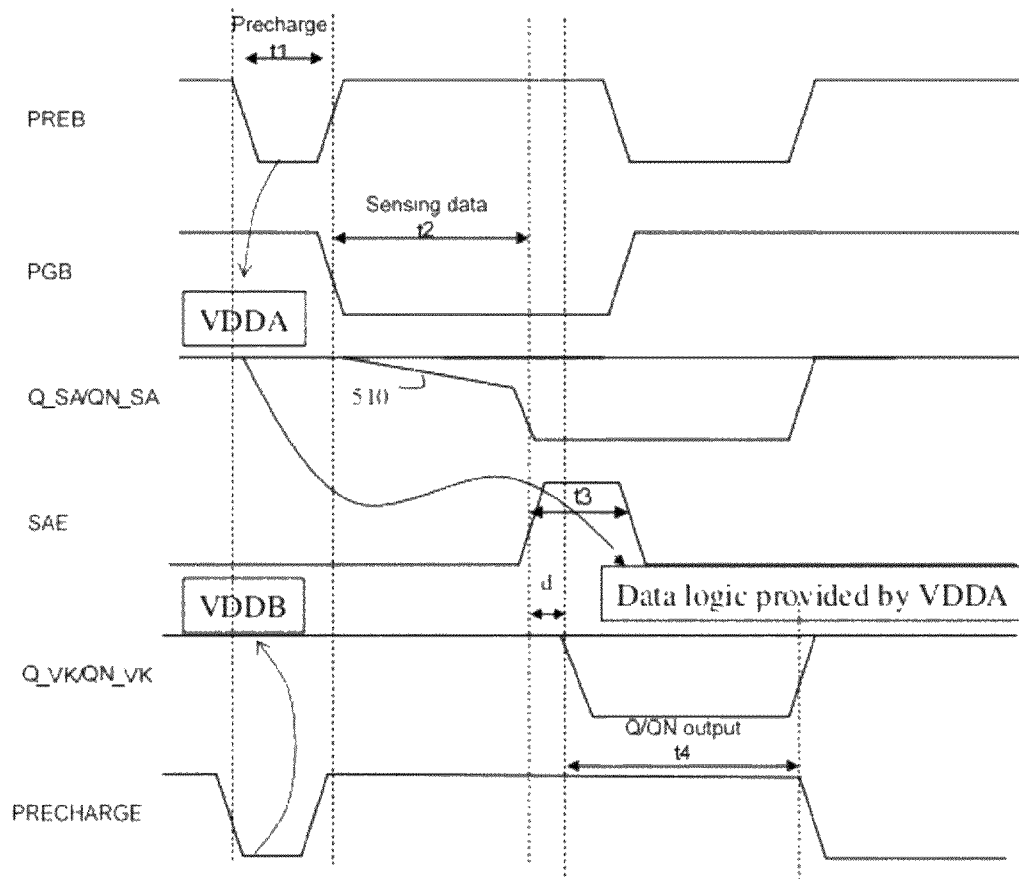 Precharge
t1
PREB
Sensing data
t2
PGB
VDDA
510
Q_SA/QN_SA
t3
SAE
d
VDDB
Data logic provided by VDDA
Q_VK/QN_VK
Q/QN output
t4
PRECHARGE